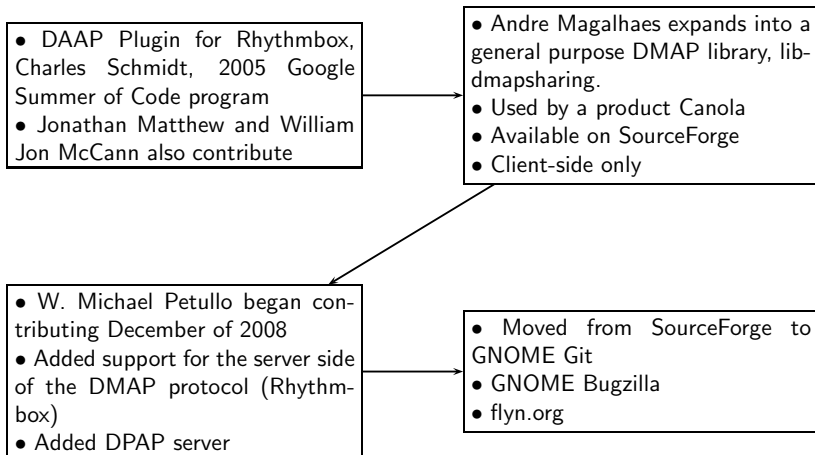 • DAAP Plugin for Rhythmbox,
Charles Schmidt, 2005 Google
Summer of Code program
• Jonathan Matthew and William
Jon McCann also contribute
• Andre Magalhaes expands into a
general purpose DMAP library, lib-
dmapsharing.
• Used by a product Canola
• Available on SourceForge
• Client-side only
• W. Michael Petullo began con-
tributing December of 2008
• Added support for the server side
of the DMAP protocol (Rhythm-
box)
• Added DPAP server
• Moved from SourceForge to
GNOME Git
• GNOME Bugzilla
• flyn.org